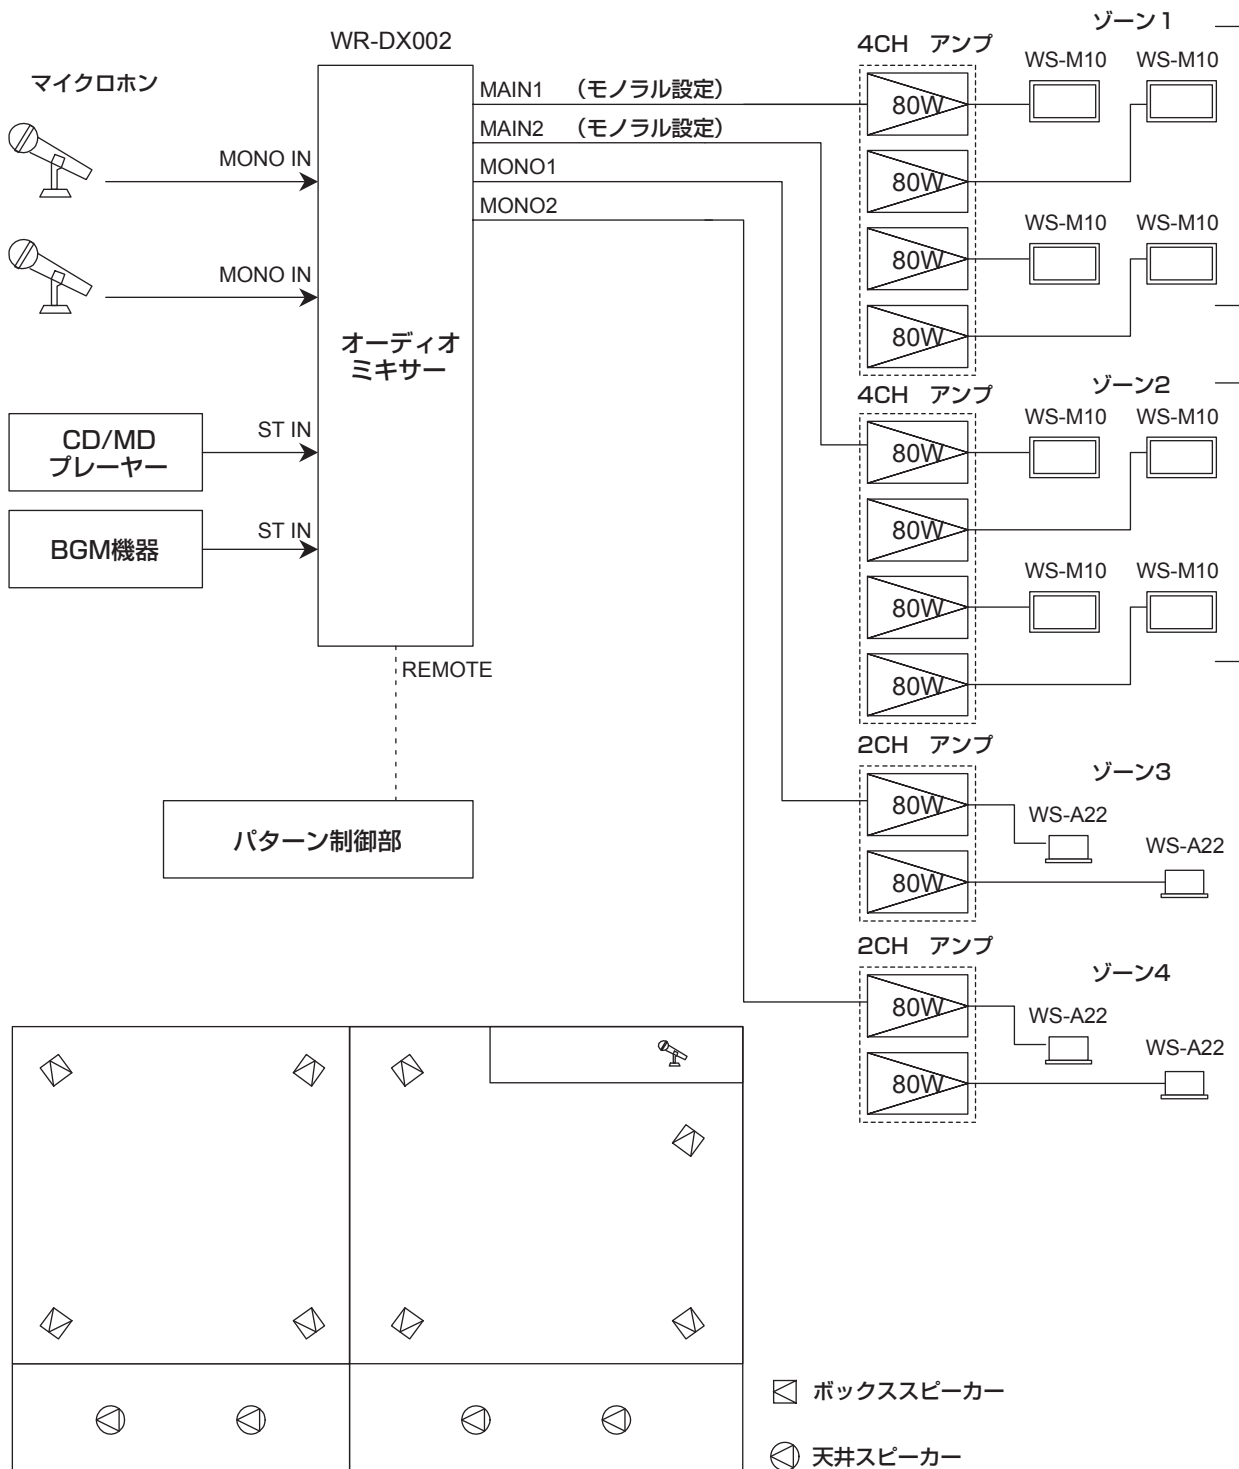 WR-DX002
マイクロホン
MONO IN
MONO IN
CD/MD
プレーヤー
ST IN
BGM機器
ST IN
オーディオ
ミキサー
REMOTE
パターン制御部
MAIN1 （モノラル設定）
MAIN2 （モノラル設定）
MONO1
MONO2
4CH アンプ
ゾーン1
80W
80W
80W
80W
WS-M10 WS-M10
WS-M10 WS-M10
4CH アンプ
ゾーン2
80W
80W
80W
80W
WS-M10 WS-M10
WS-M10 WS-M10
2CH アンプ
ゾーン3
80W
80W
WS-A22
WS-A22
2CH アンプ
ゾーン4
80W
80W
WS-A22
WS-A22
ボックススピーカー
天井スピーカー